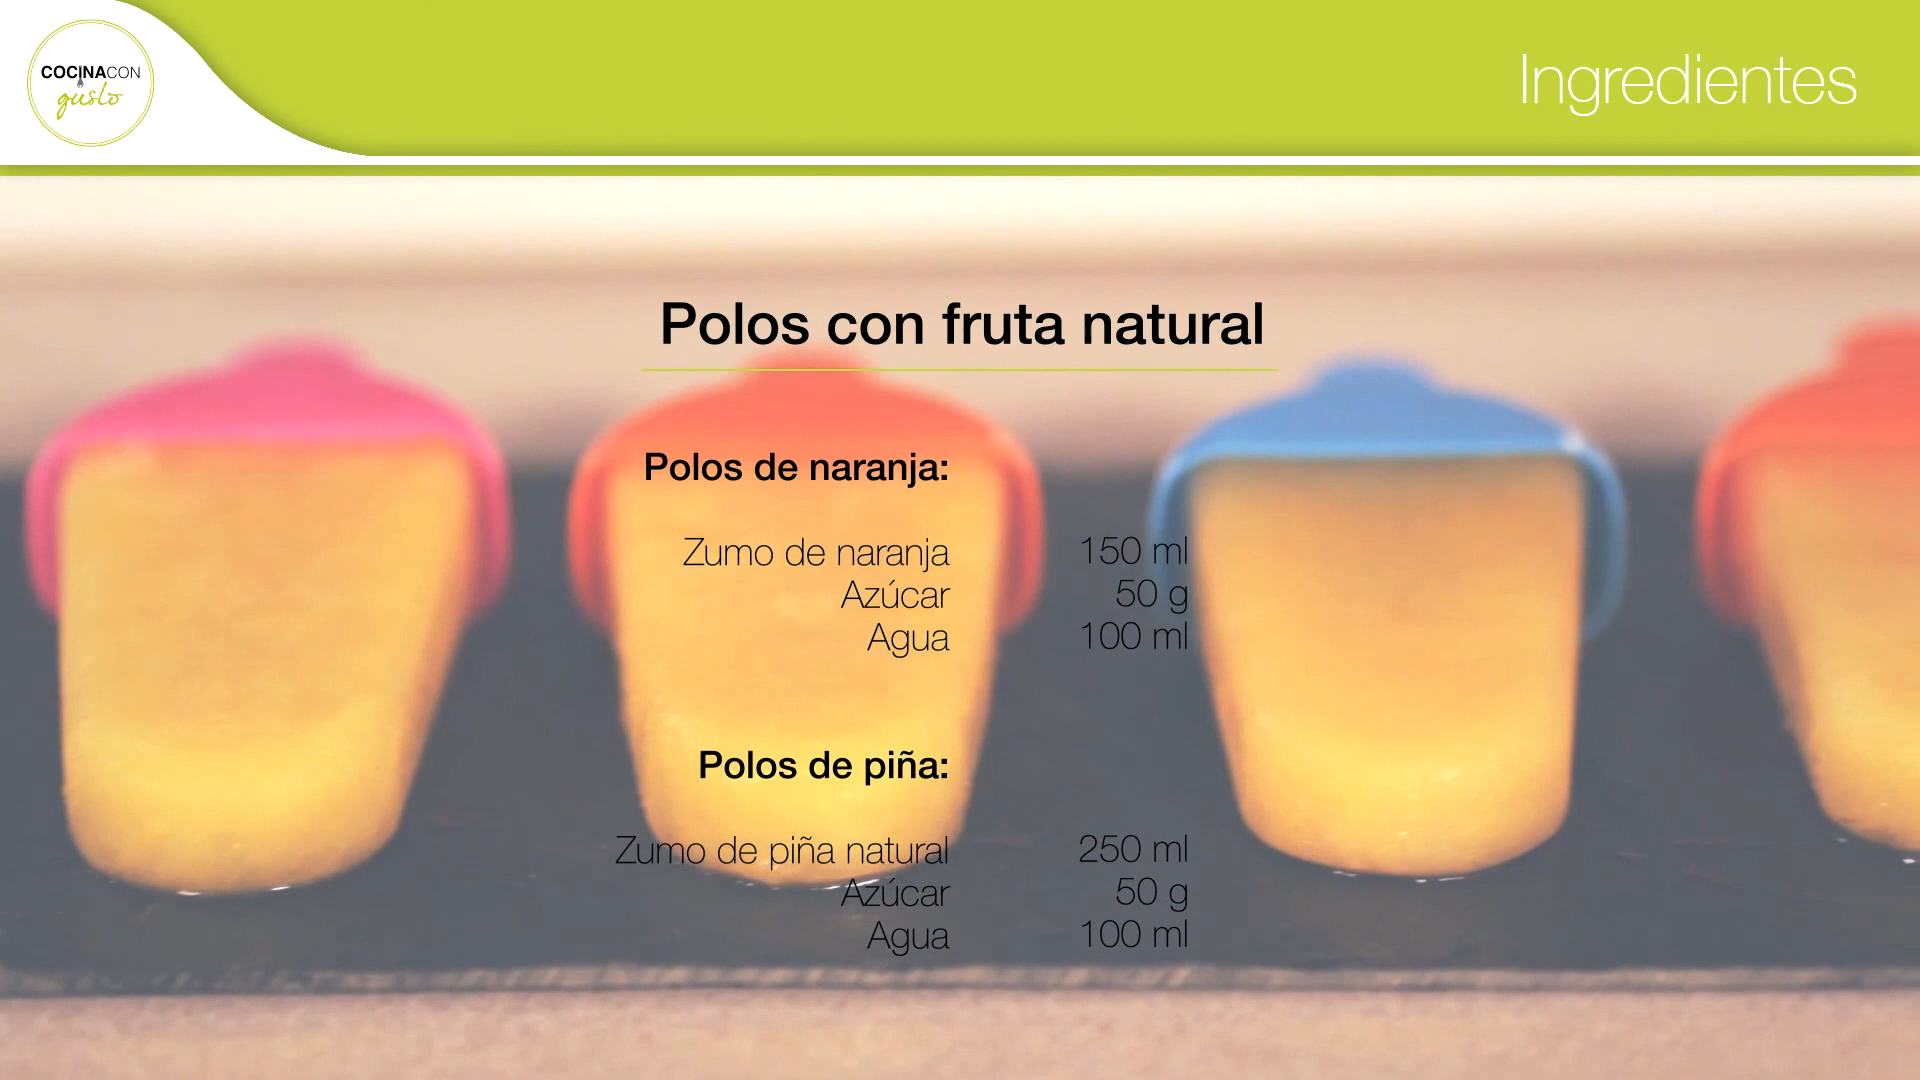 COCINACON
gusto
Ingredientes
Polos con fruta natural
Polos de naranja:
Zumo de naranja 150 ml
Azúcar 50 g
Agua 100 ml
Polos de piña:
Zumo de piña natural 250 ml
Azúcar 50 g
Agua 100 ml